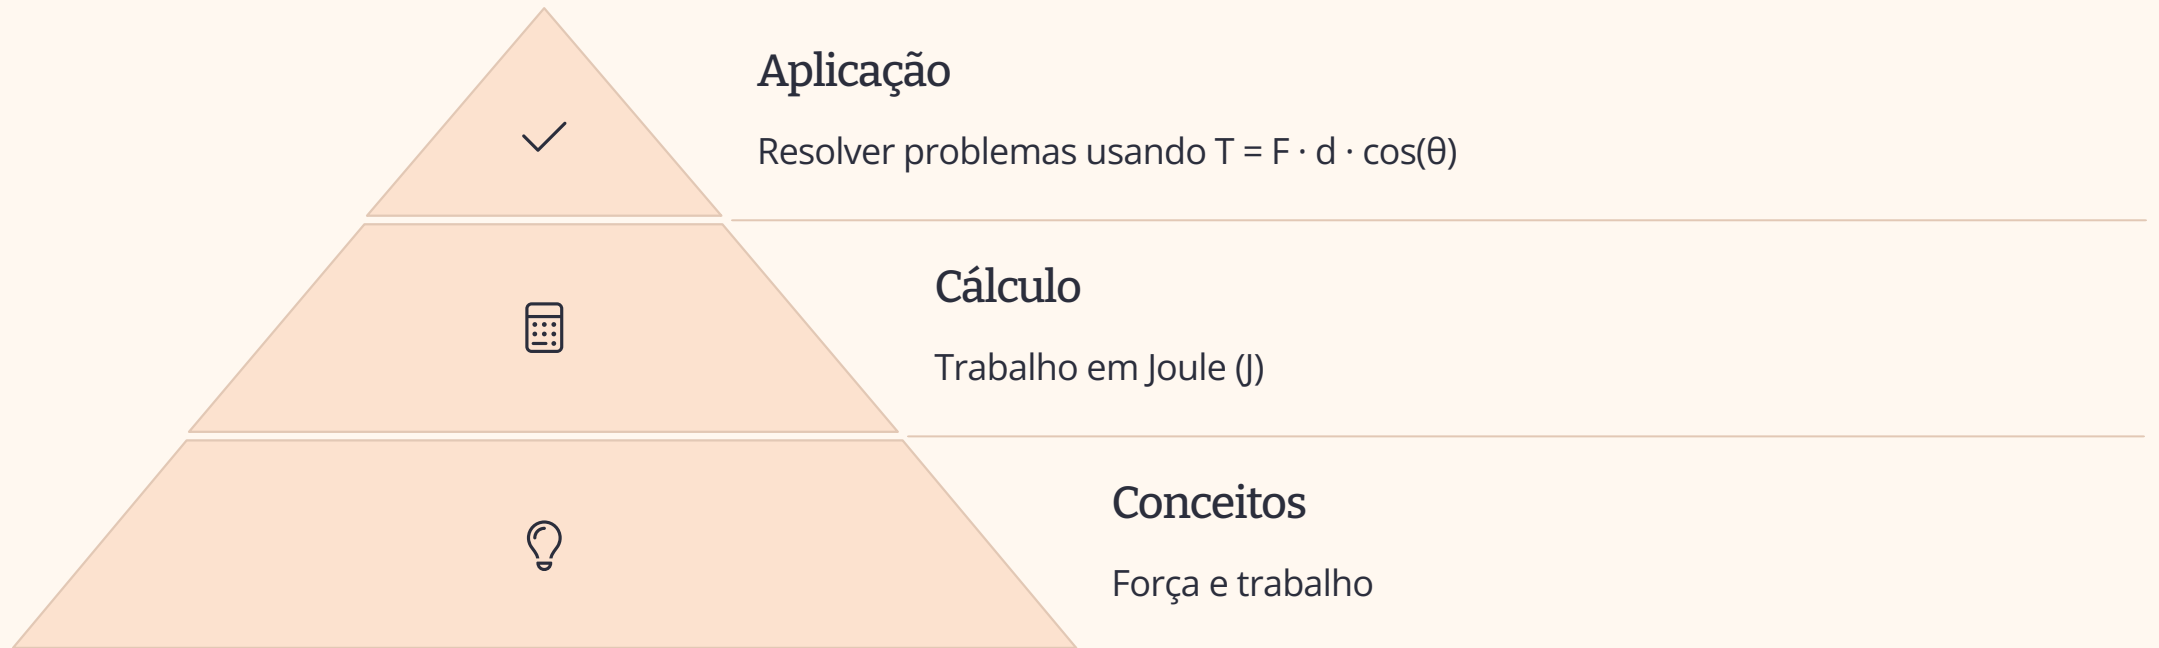 Aplicação
Resolver problemas usando T = F · d · cos(θ)
Cálculo
Trabalho em Joule (J)
Conceitos
Força e trabalho